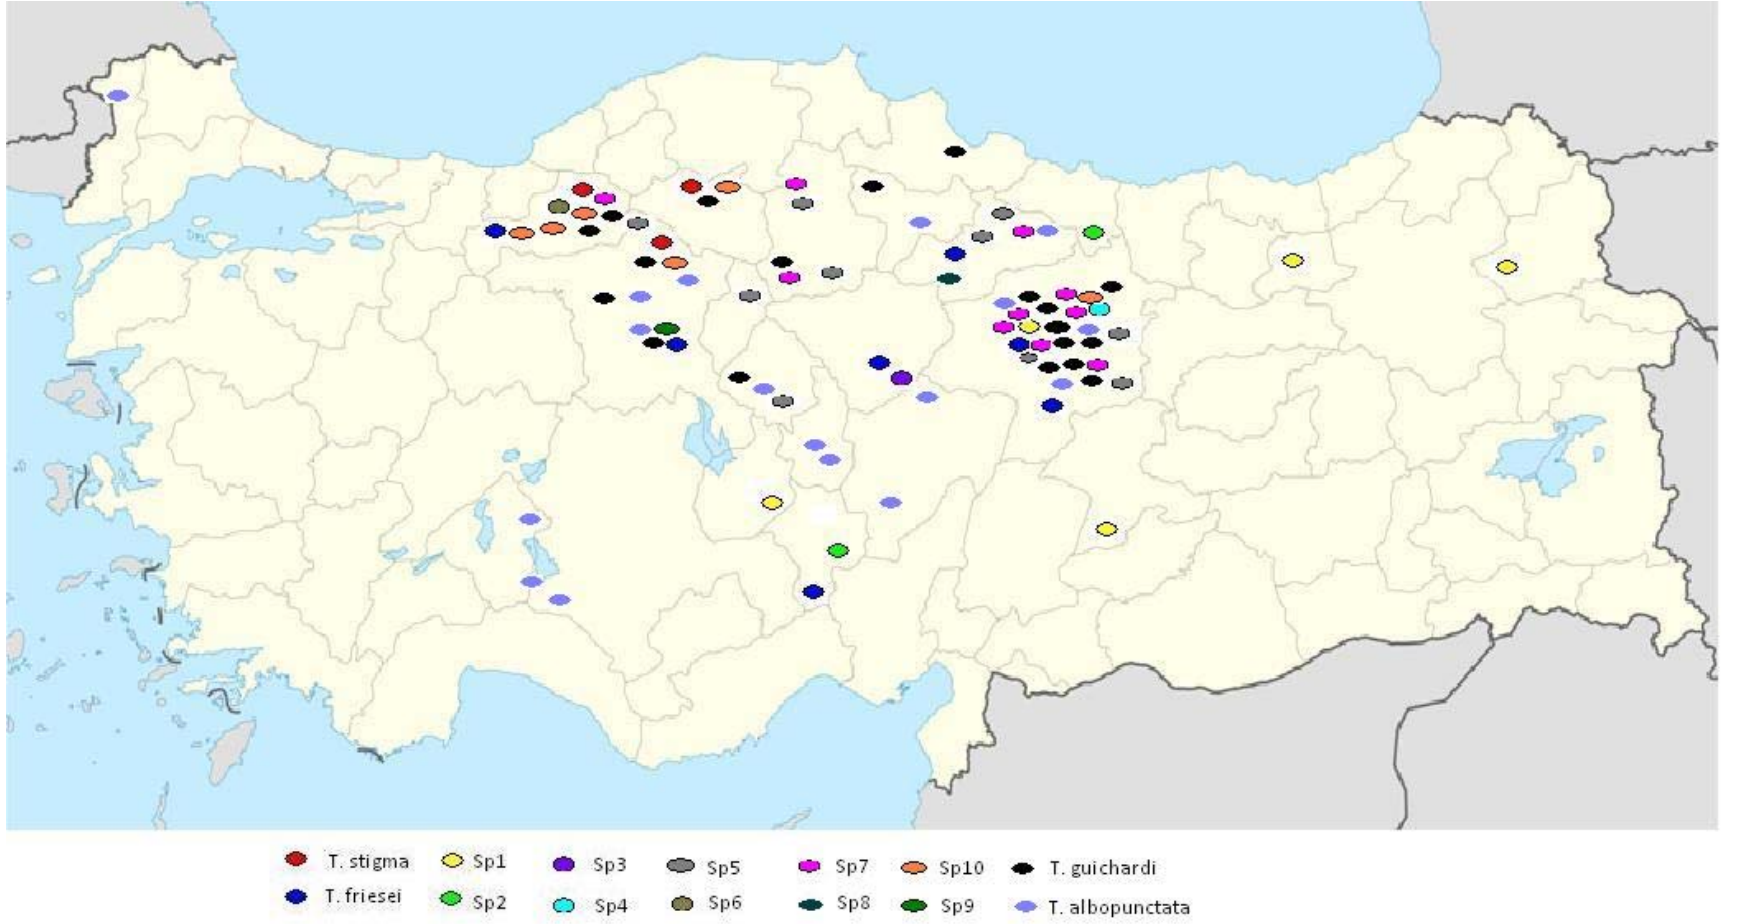 T. stigma Sp1 Sp3 Sp5 Sp7 Sp10 T. guichardi
T. friesei Sp2 Sp4 Sp6 Sp8 Sp9 T. albopunctata